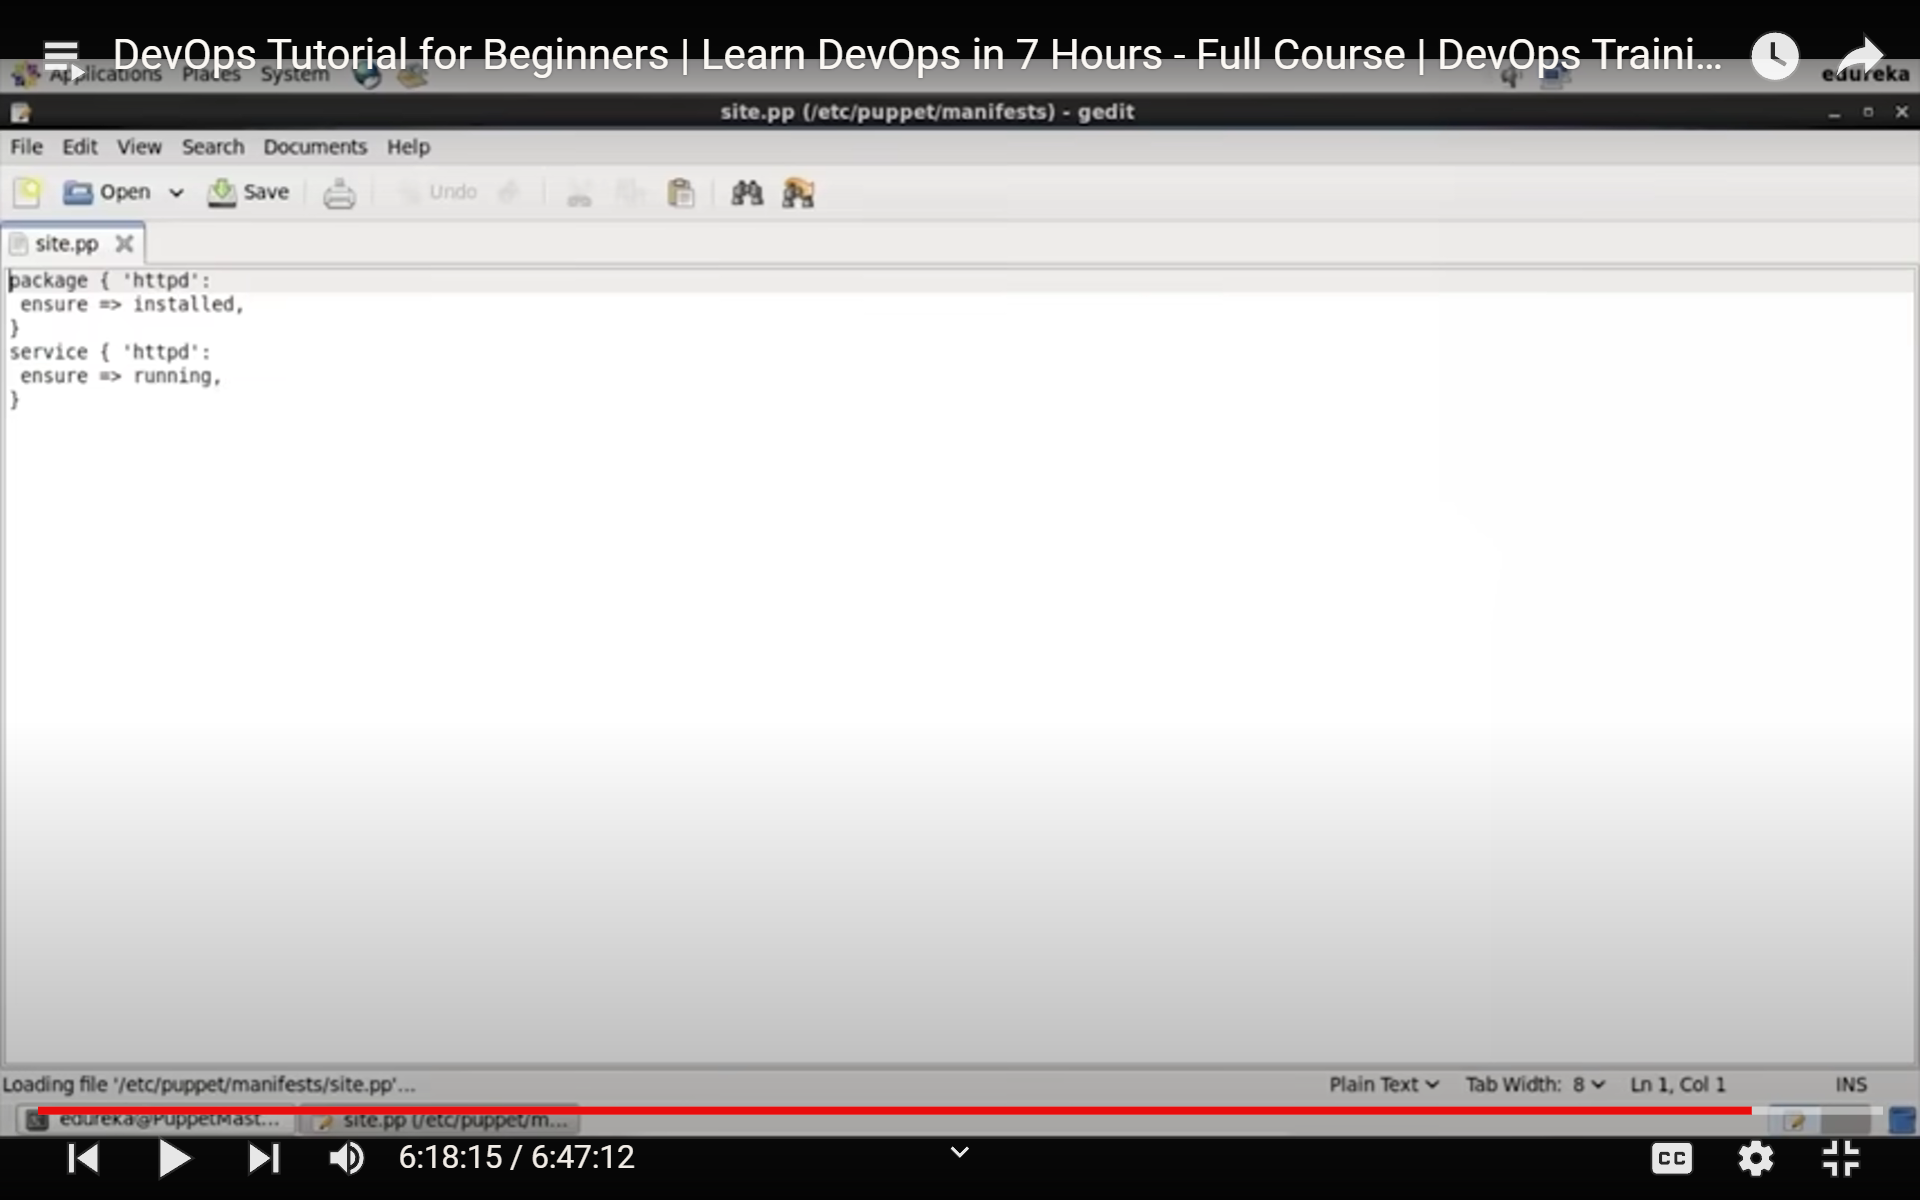 DevOps Tutorial for Beginners | Learn DevOps in 7 Hours - Full Course | DevOps Traini...
Applications Places System edureka
site.pp (/etc/puppet/manifests) - gedit
File Edit View Search Documents Help
Open Save Undo
site.pp
package { 'httpd':
ensure => installed,
}
service { 'httpd':
ensure => running,
}
Loading file '/etc/puppet/manifests/site.pp'... Plain Text Tab Width: 8 Ln 1, Col 1 INS
edureka@PuppetMast... site.pp (/etc/puppet/m...
6:18:15 / 6:47:12 CC